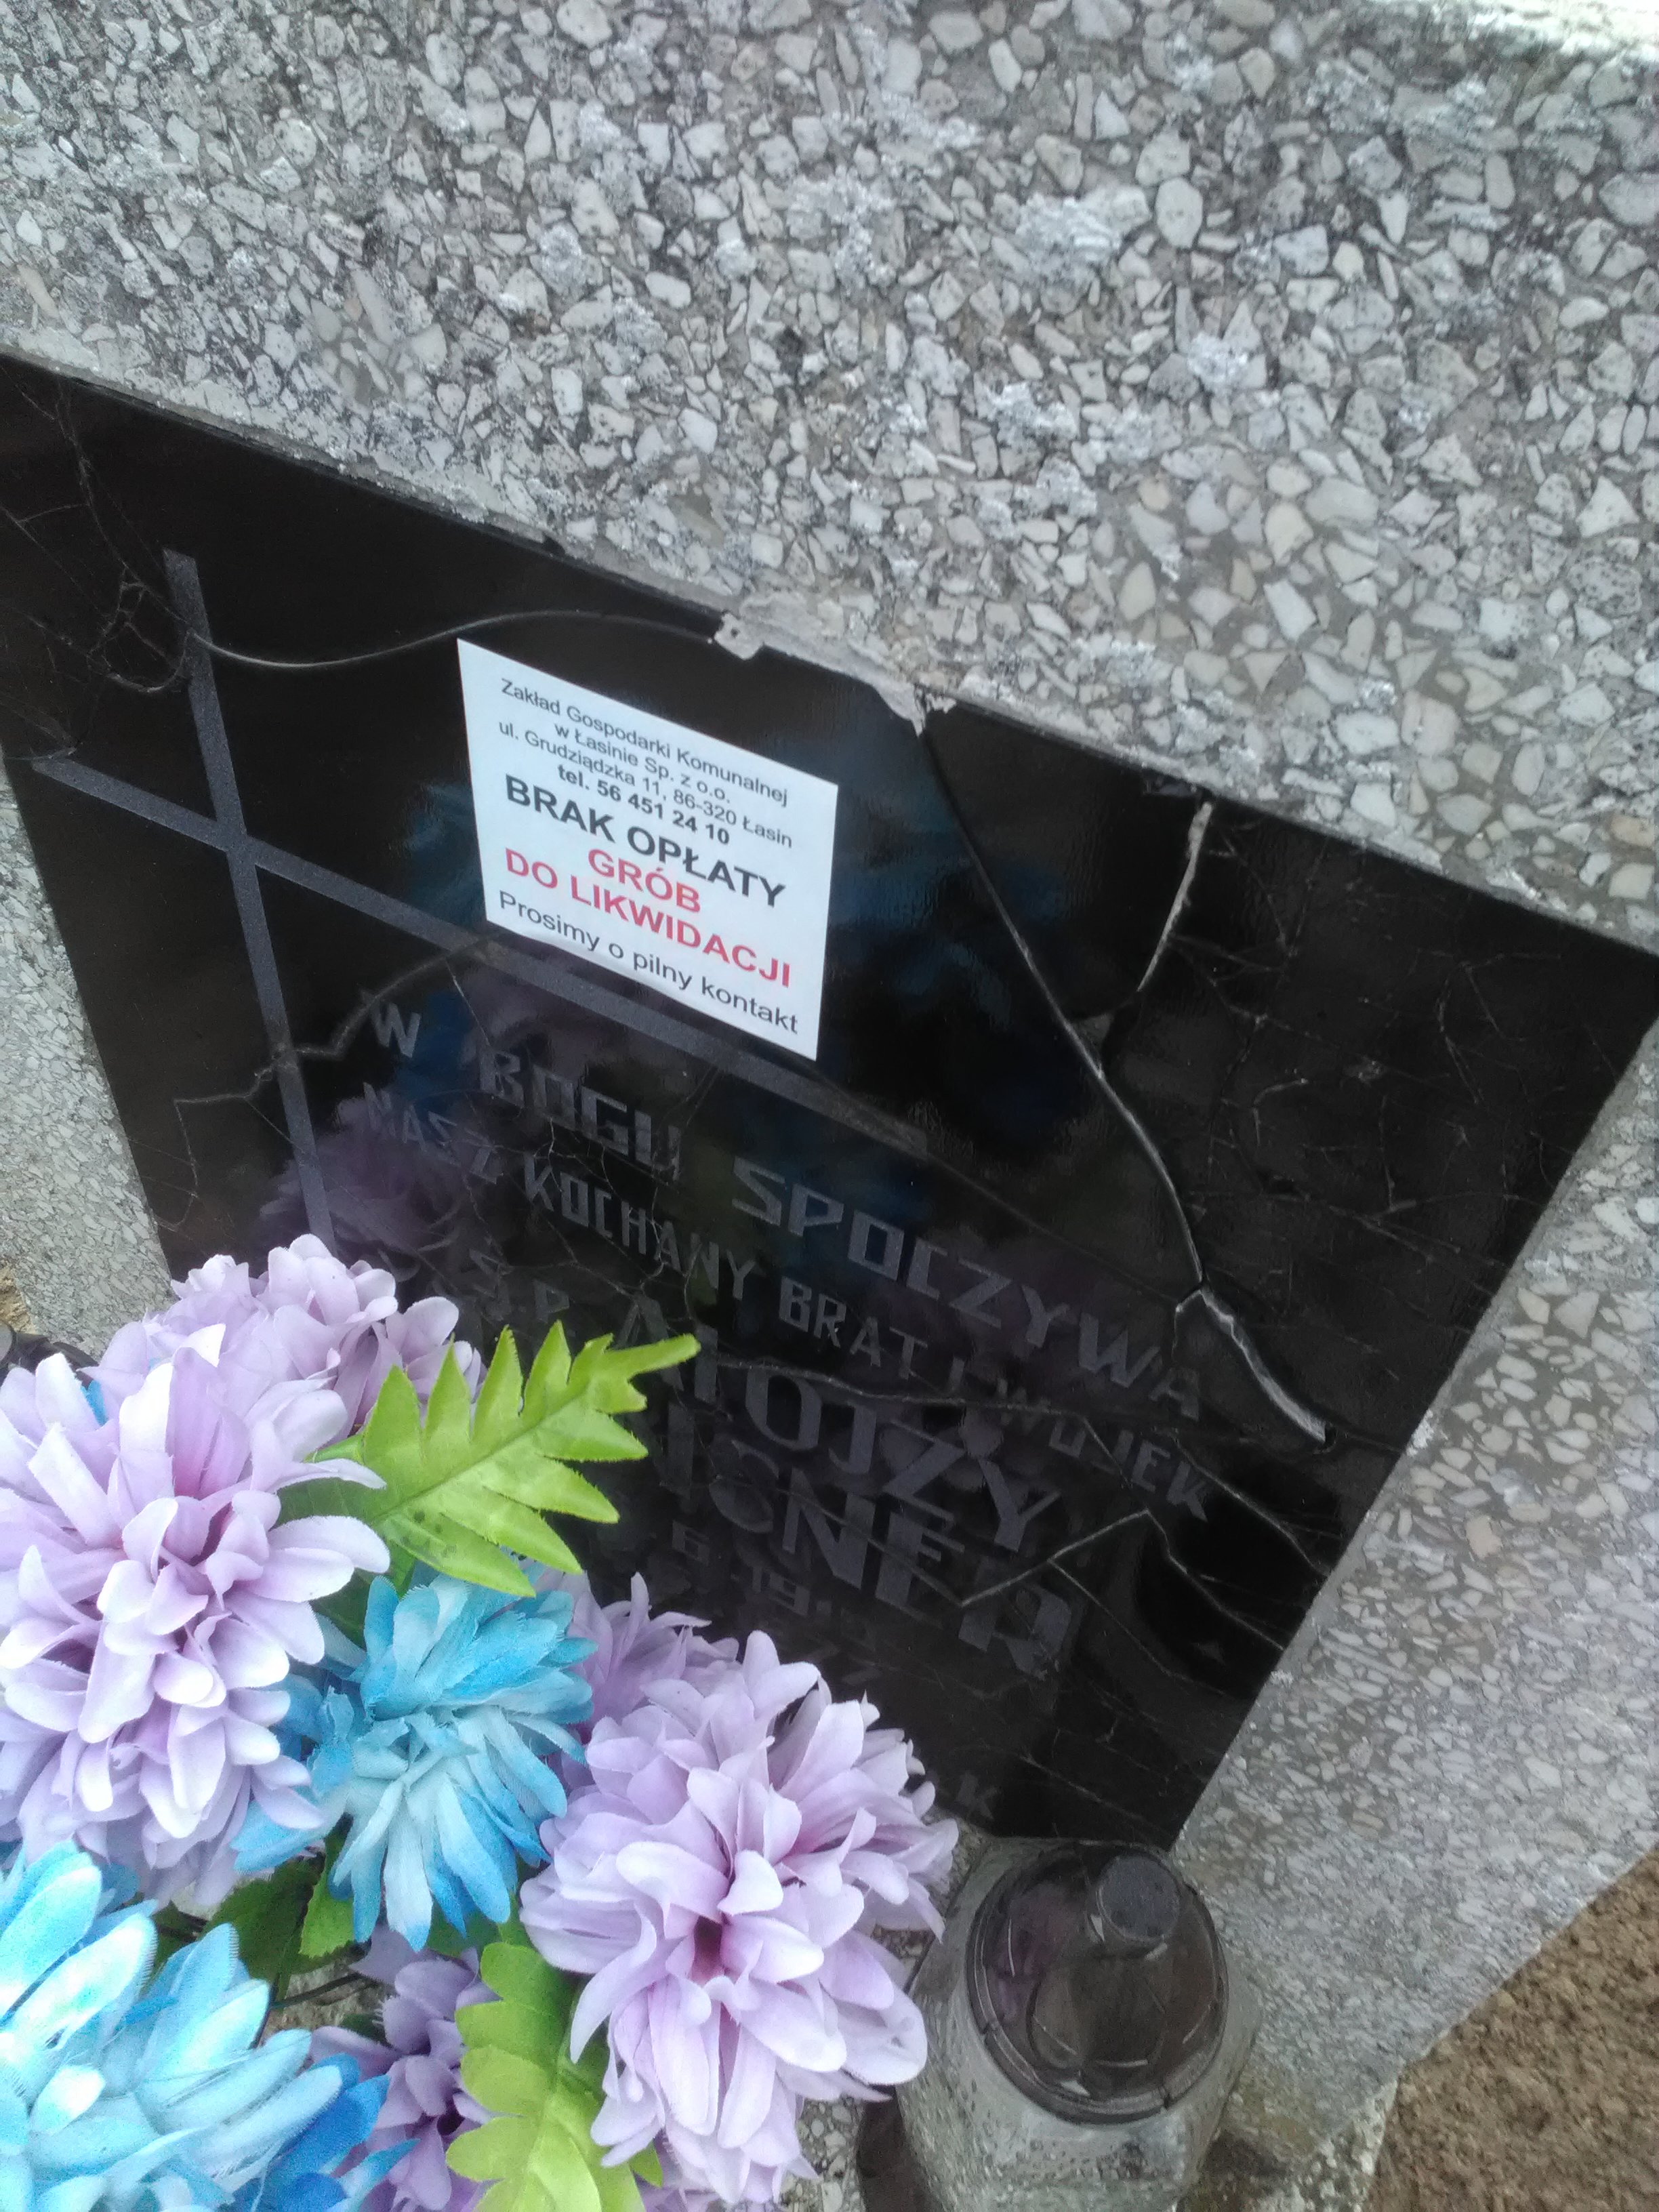 Zakład Gospodarki Komunalnej
w Łasinie Sp. z o.o.
ul. Grudziądzka 11, 86-320 Łasin
tel. 56 451 24 10
BRAK OPŁATY
GRÓB
DO LIKWIDACJI
Prosimy o pilny kontakt
W BOGU SPOCZYWA
NASZ KOCHANY BRAT I WUJEK
Ś.P. ALOJZY